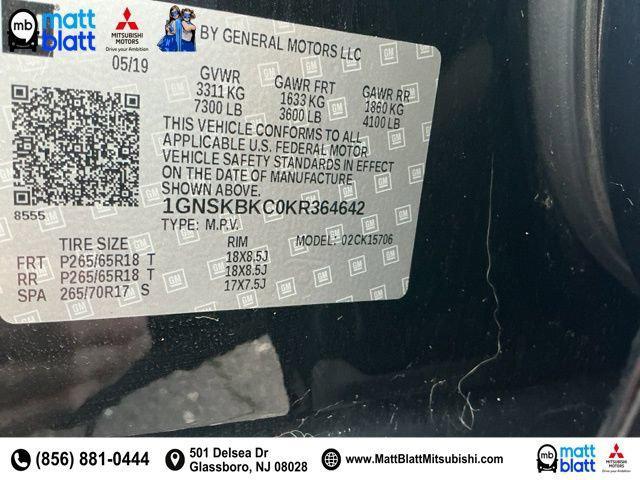 mb matt blatt
MITSUBISHI MOTORS
Drive your Ambition
BY GENERAL MOTORS LLC
05/19
GVWR
3311 KG
7300 LB
GAWR FRT
1633 KG
3600 LB
GAWR RR
1860 KG
4100 LB
THIS VEHICLE CONFORMS TO ALL
APPLICABLE U.S. FEDERAL MOTOR
VEHICLE SAFETY STANDARDS IN EFFECT
ON THE DATE OF MANUFACTURE
SHOWN ABOVE.
8555
1GNSKBKC0KR364642
TYPE: M.P.V.
MODEL: 02CK15706
TIRE SIZE RIM
FRT P265/65R18 T 18X8.5J
RR P265/65R18 T 18X8.5J
SPA 265/70R17 S 17X7.5J
GM
(856) 881-0444
501 Delsea Dr
Glassboro, NJ 08028
www.MattBlattMitsubishi.com
mb matt blatt
MITSUBISHI MOTORS